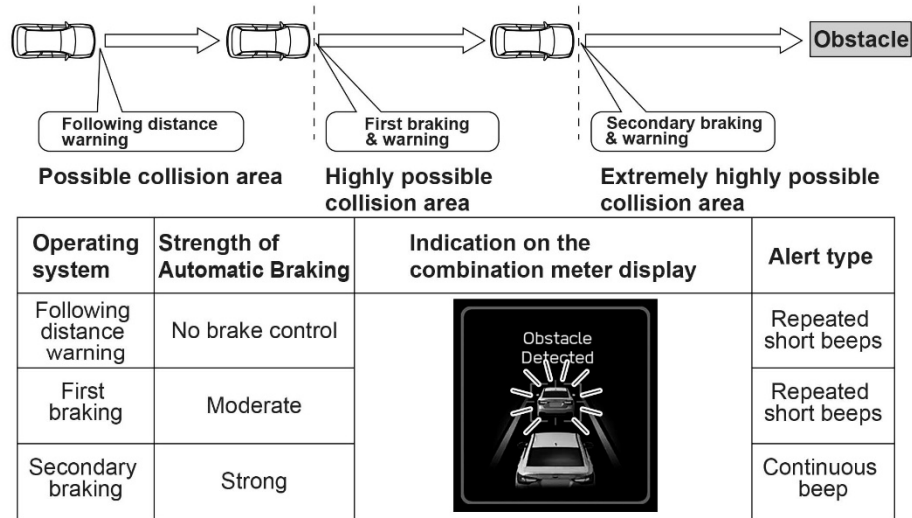 Obstacle
Following distance
warning
First braking
& warning
Secondary braking
& warning
Possible collision area
Highly possible
collision area
Extremely highly possible
collision area
Operating
system
Strength of
Automatic Braking
Indication on the
combination meter display
Alert type
Following
distance
warning
No brake control
Obstacle
Detected
Repeated
short beeps
First
braking
Moderate
Repeated
short beeps
Secondary
braking
Strong
Continuous
beep